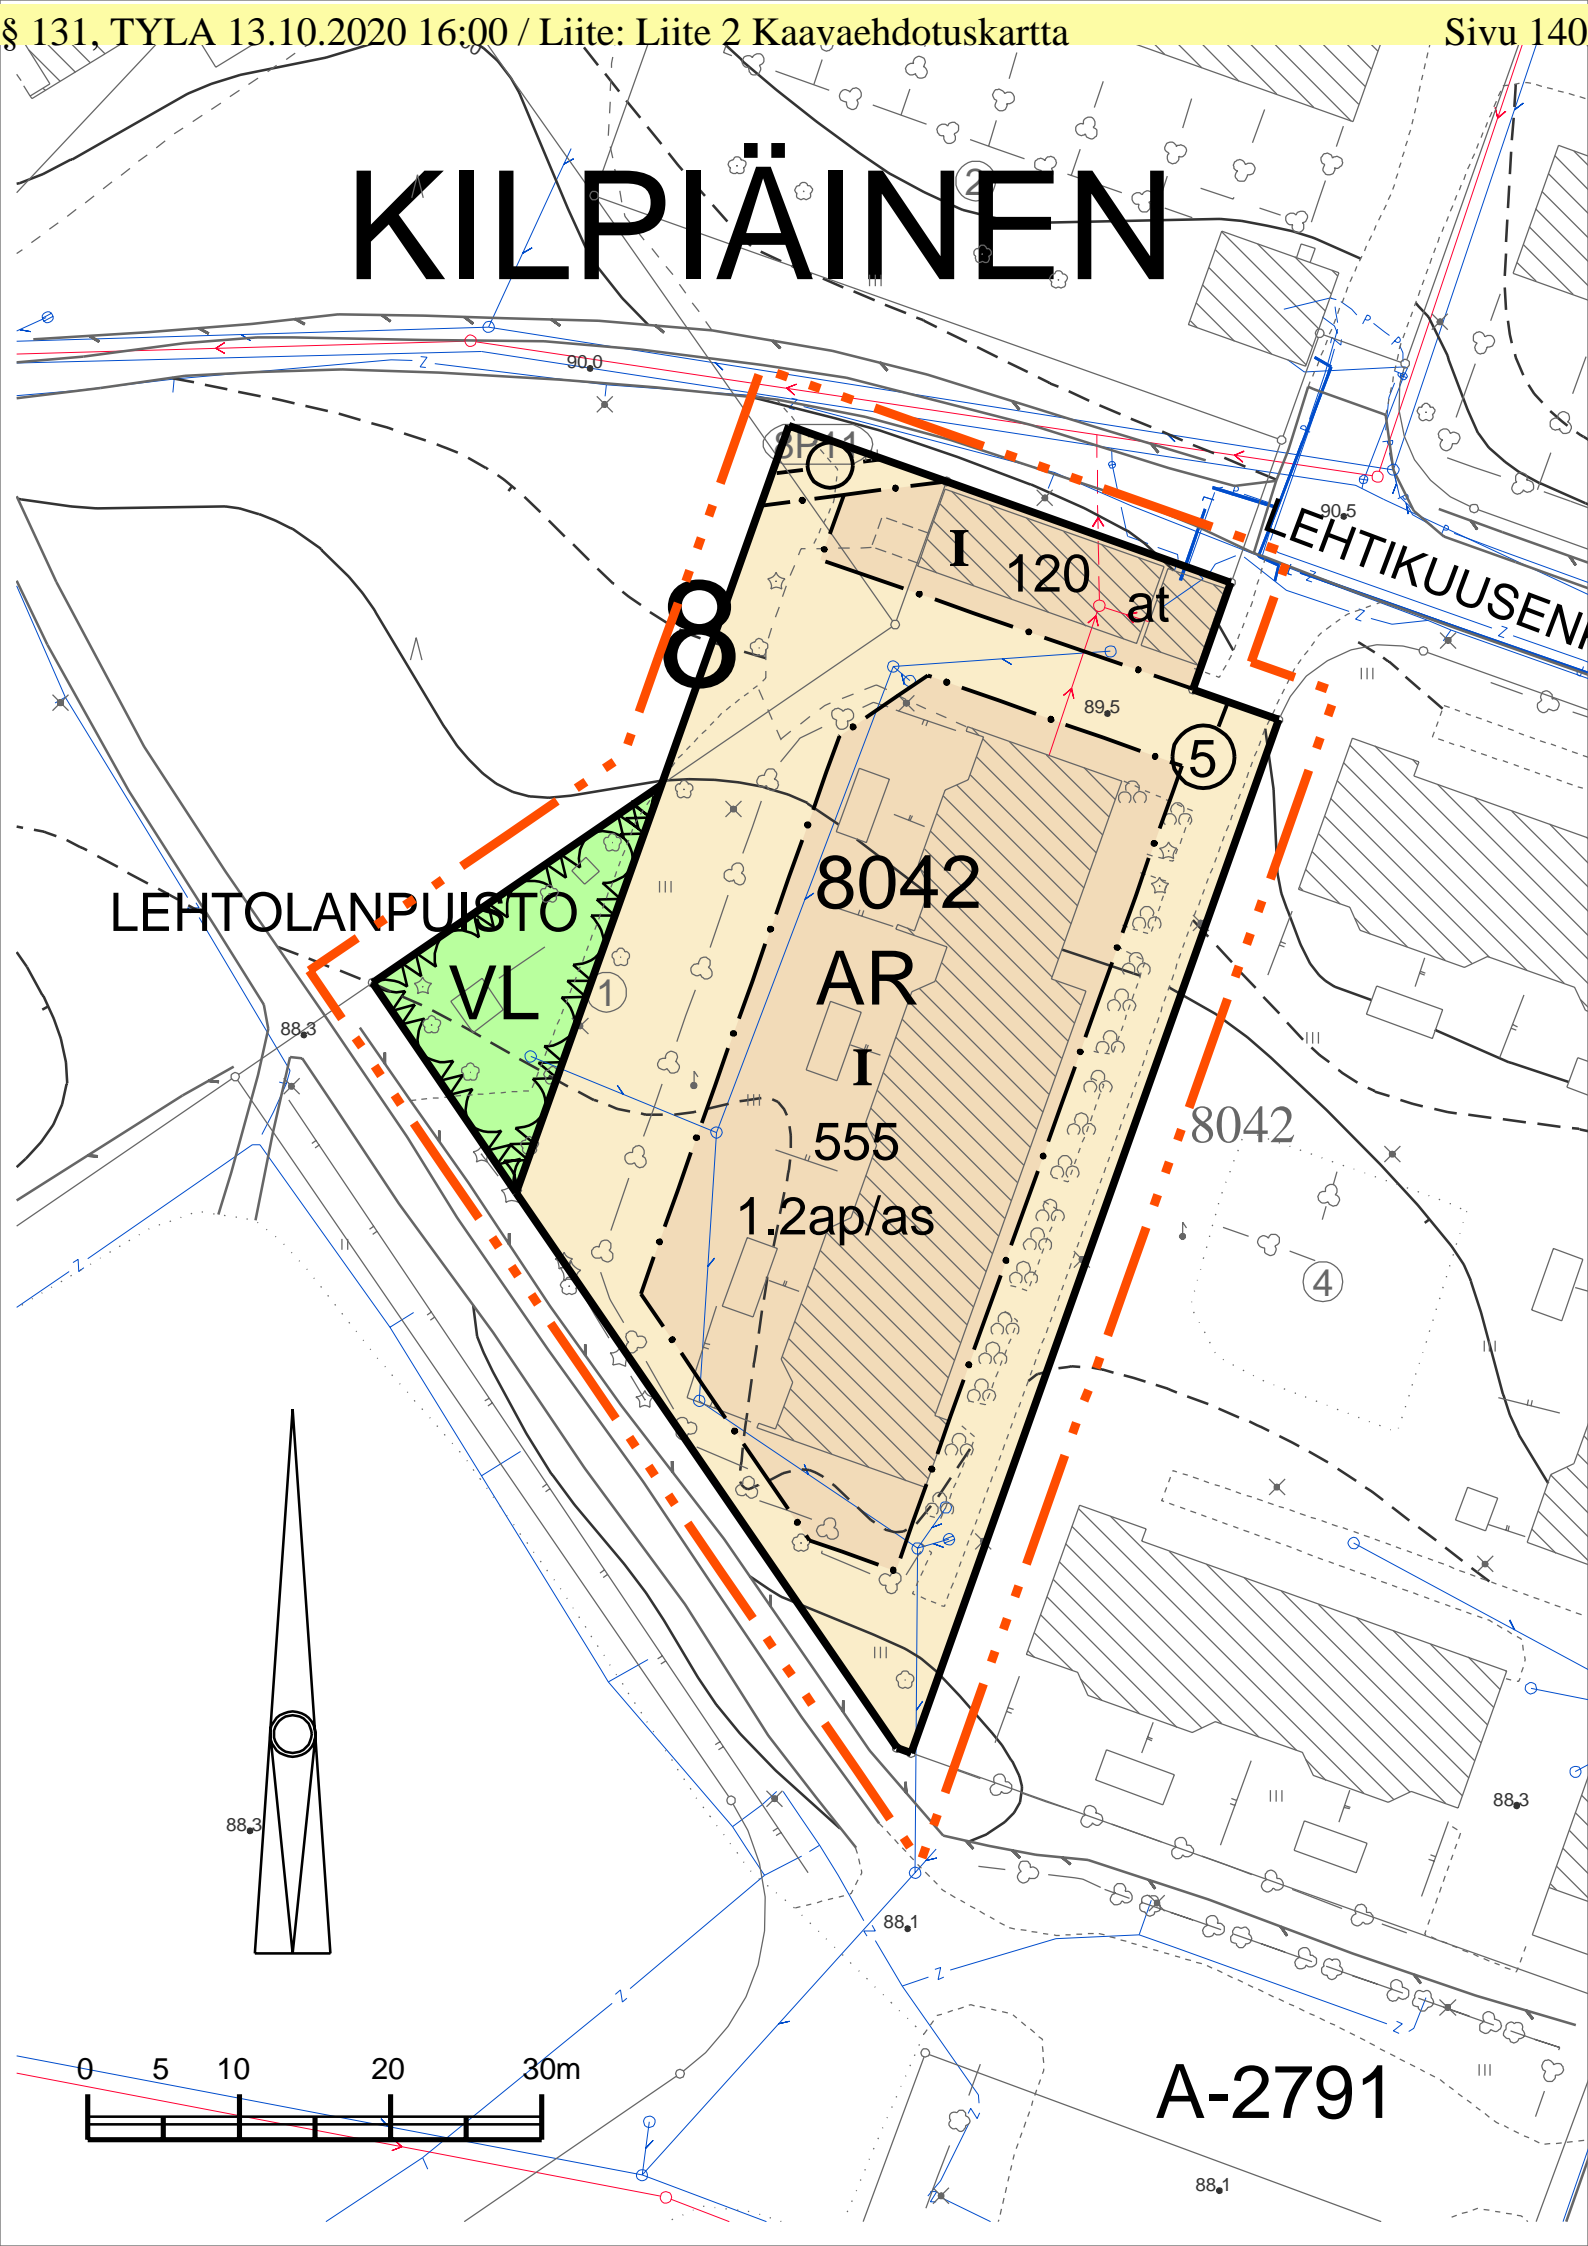 § 131, TYLA 13.10.2020 16:00 / Liite: Liite 2 Kaavaehdotuskartta Sivu 140
KILPIÄINEN
2
90.0
8P11
90.5
LEHTIKUUSEN
I
120
at
8
89.5
5
8042
LEHTOLANPUISTO
AR
VL
1
88.3
I
8042
555
1.2ap/as
4
88.3
88.3
88.1
0 5 10 20 30m
A-2791
88.1